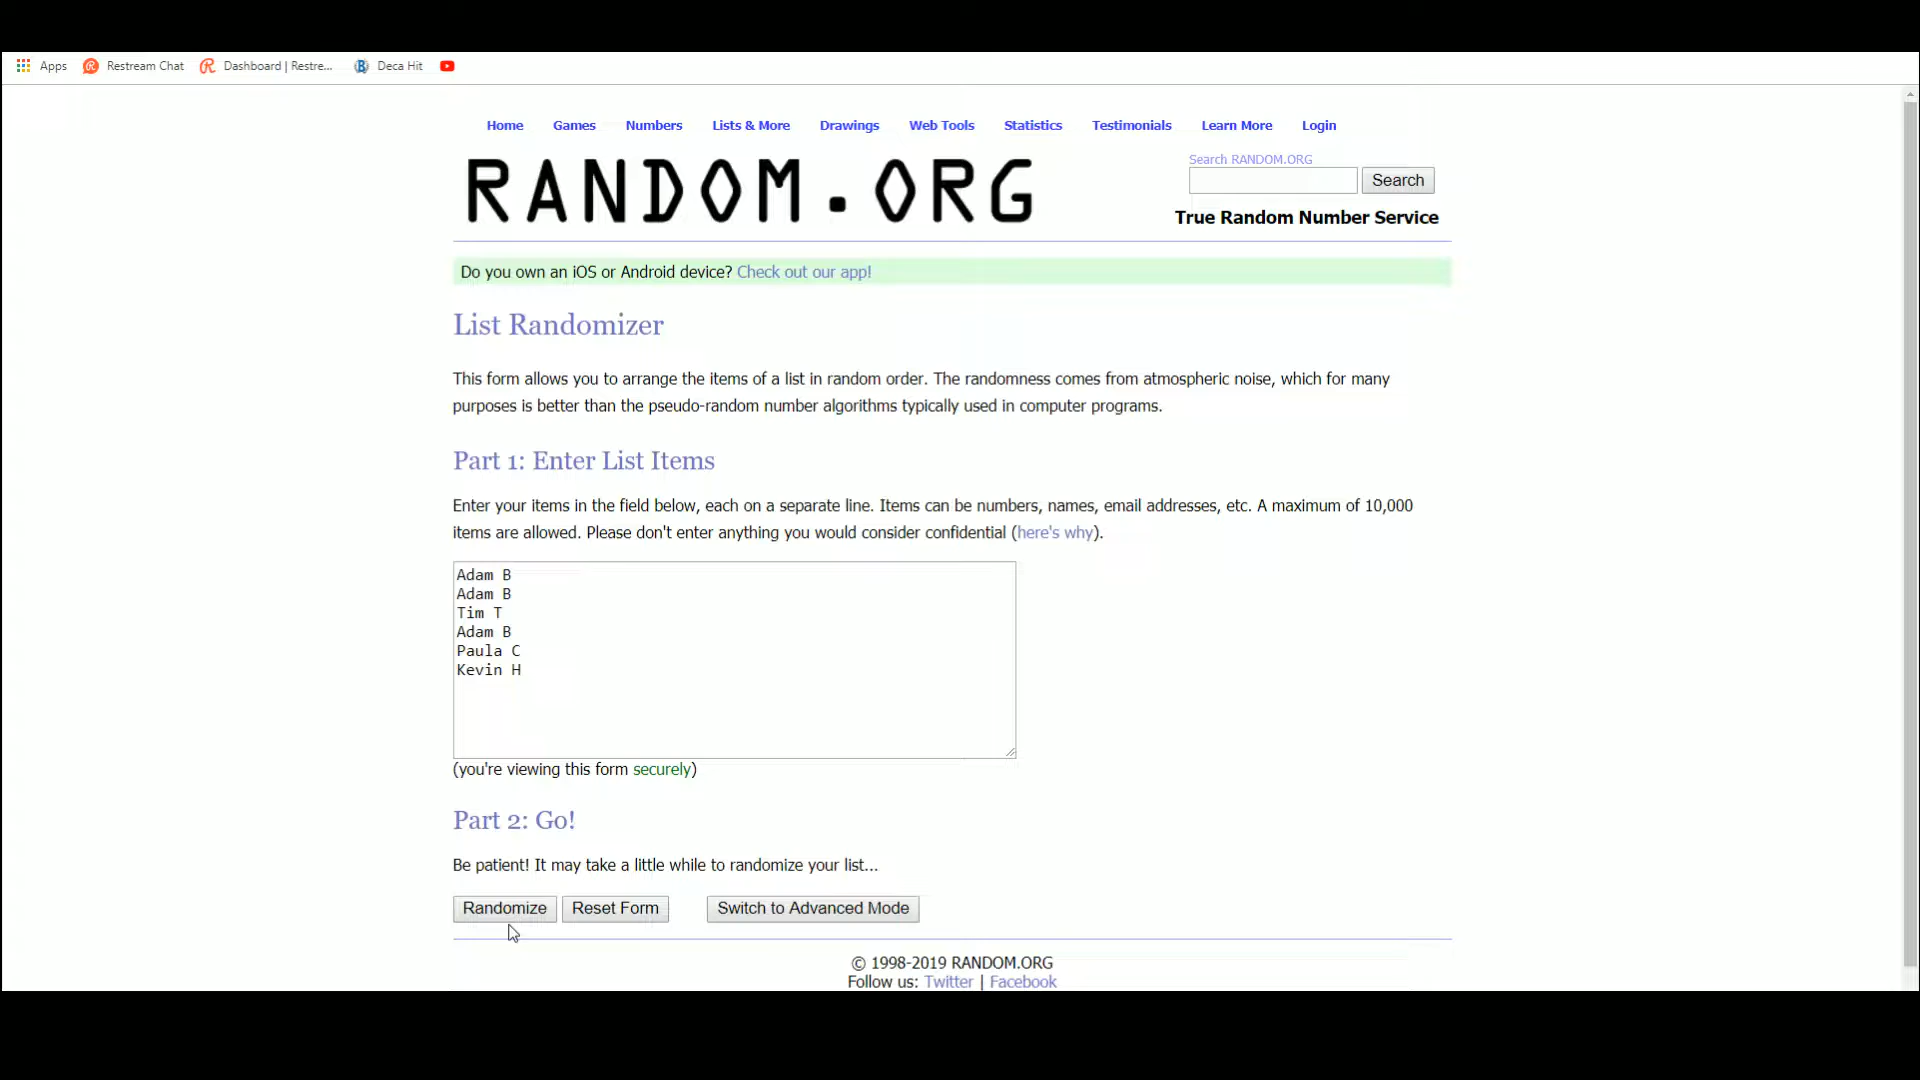 Apps Restream Chat Dashboard | Restre... Deca Hit
Home Games Numbers Lists & More Drawings Web Tools Statistics Testimonials Learn More Login
RANDOM.ORG
Search RANDOM.ORG
Search
True Random Number Service
Do you own an iOS or Android device? Check out our app!
List Randomizer
This form allows you to arrange the items of a list in random order. The randomness comes from atmospheric noise, which for many
purposes is better than the pseudo-random number algorithms typically used in computer programs.
Part 1: Enter List Items
Enter your items in the field below, each on a separate line. Items can be numbers, names, email addresses, etc. A maximum of 10,000
items are allowed. Please don't enter anything you would consider confidential (here's why).
Adam B
Adam B
Tim T
Adam B
Paula C
Kevin H
(you're viewing this form securely)
Part 2: Go!
Be patient! It may take a little while to randomize your list...
Randomize Reset Form Switch to Advanced Mode
© 1998-2019 RANDOM.ORG
Follow us: Twitter | Facebook